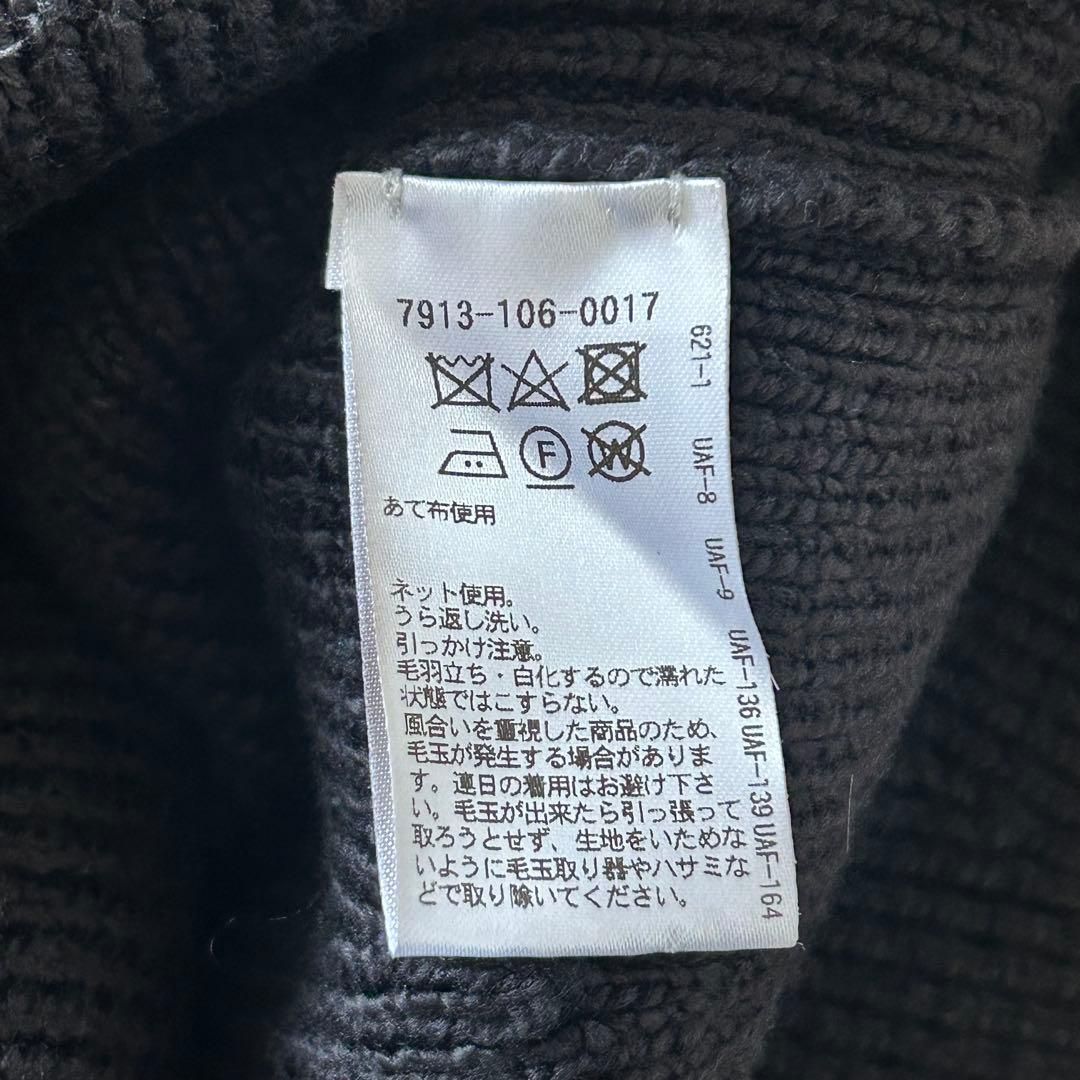 7913-106-0017
W
F
あて布使用
ネット使用。
うら返し洗い。
引っかけ注意。
毛羽立ち・白化するので濡れた
状態ではこすらない。
風合いを重視した商品のため、
毛玉が発生する場合がありま
す。連日の着用はお避け下さ
い。毛玉が出来たら引っ張って
取ろうとせず、生地をいためな
いように毛玉取り器やハサミな
どで取り除いてください。
621-1 UAF-8 UAF-9 UAF-136 UAF-139 UAF-164